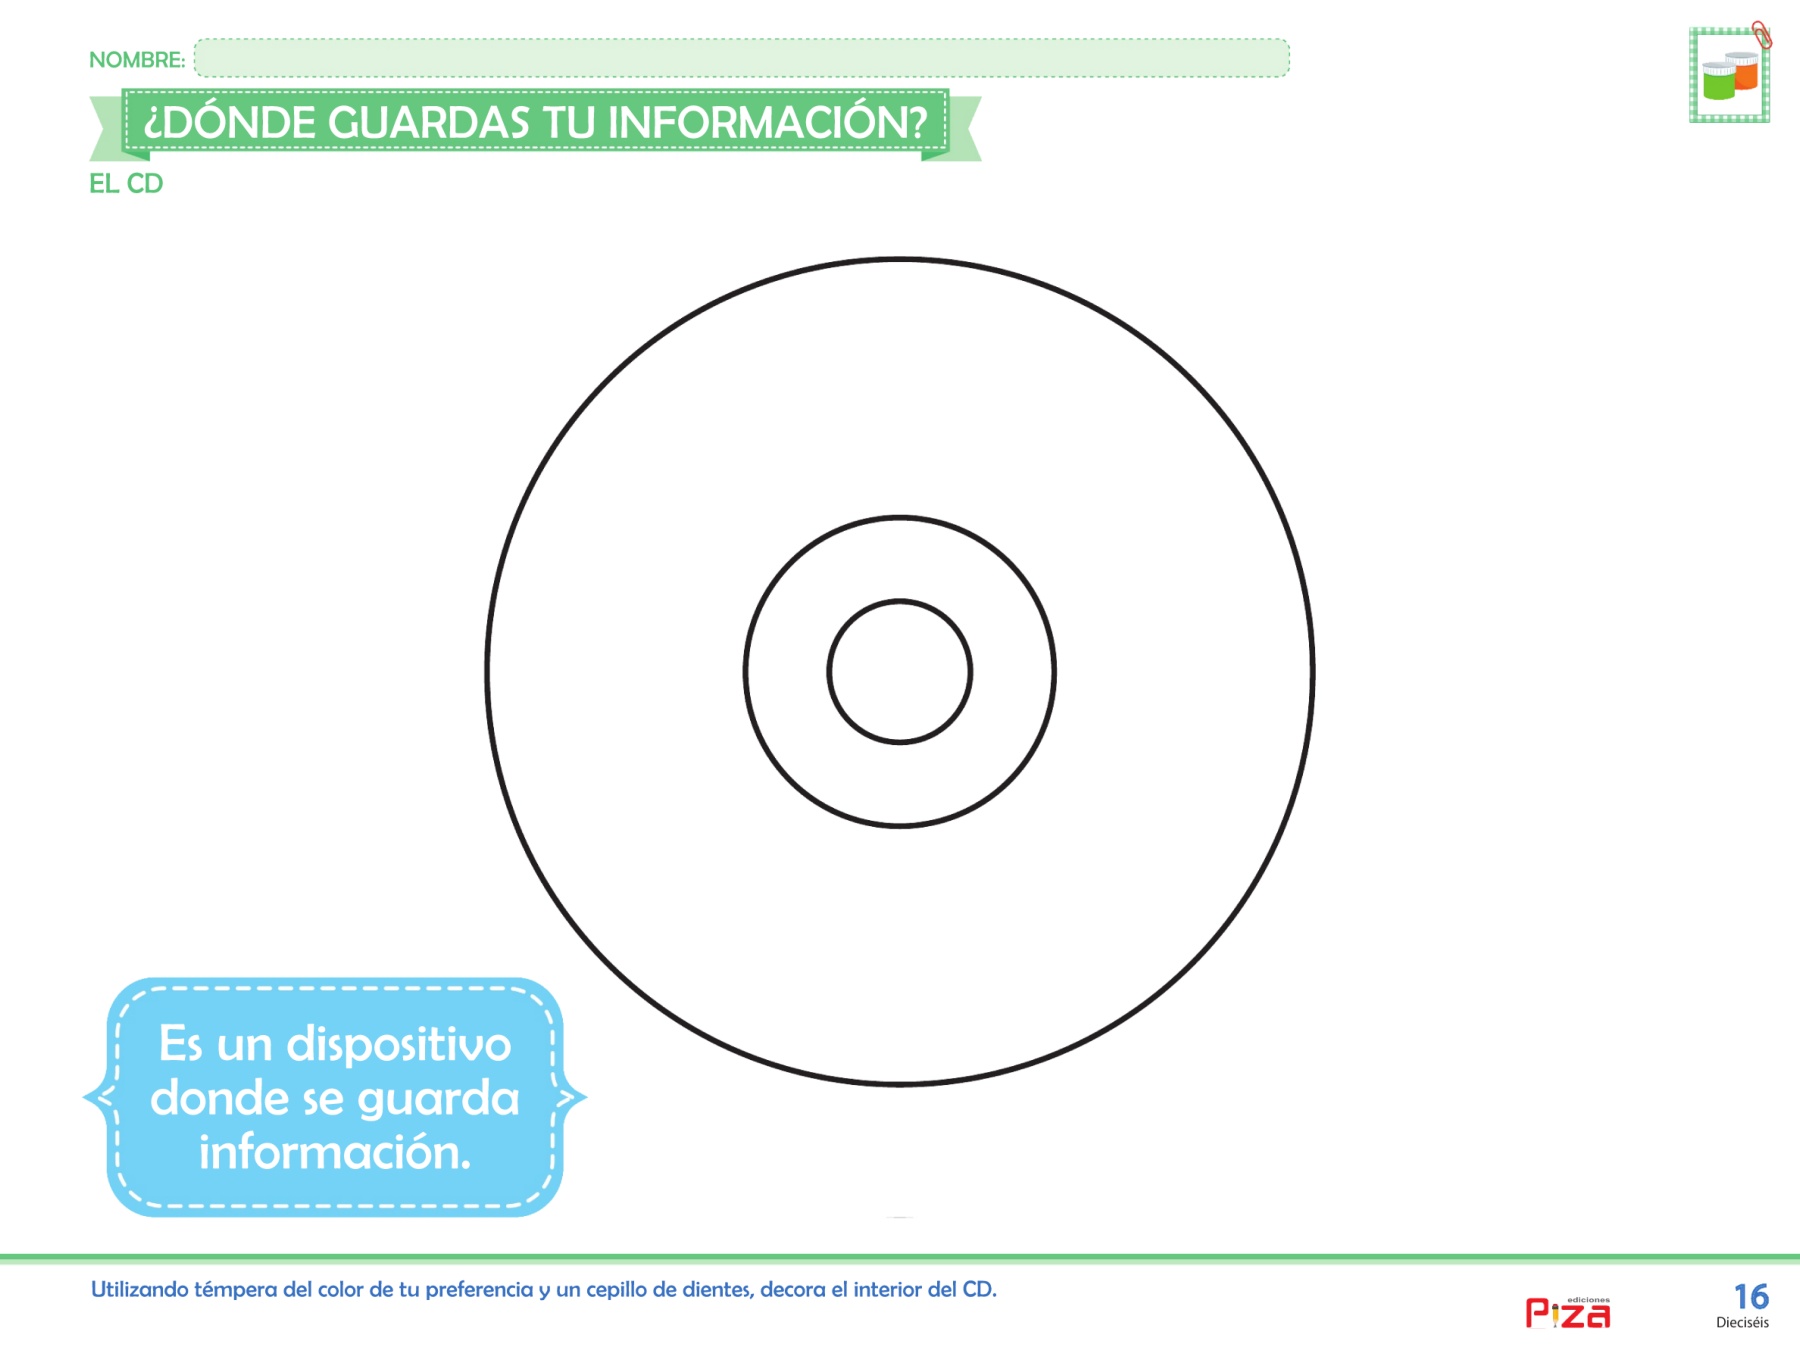 NOMBRE:
¿DÓNDE GUARDAS TU INFORMACIÓN?
EL CD
Es un dispositivo
donde se guarda
información.
Utilizando témpera del color de tu preferencia y un cepillo de dientes, decora el interior del CD.
ediciones
Piza
16
Dieciséis